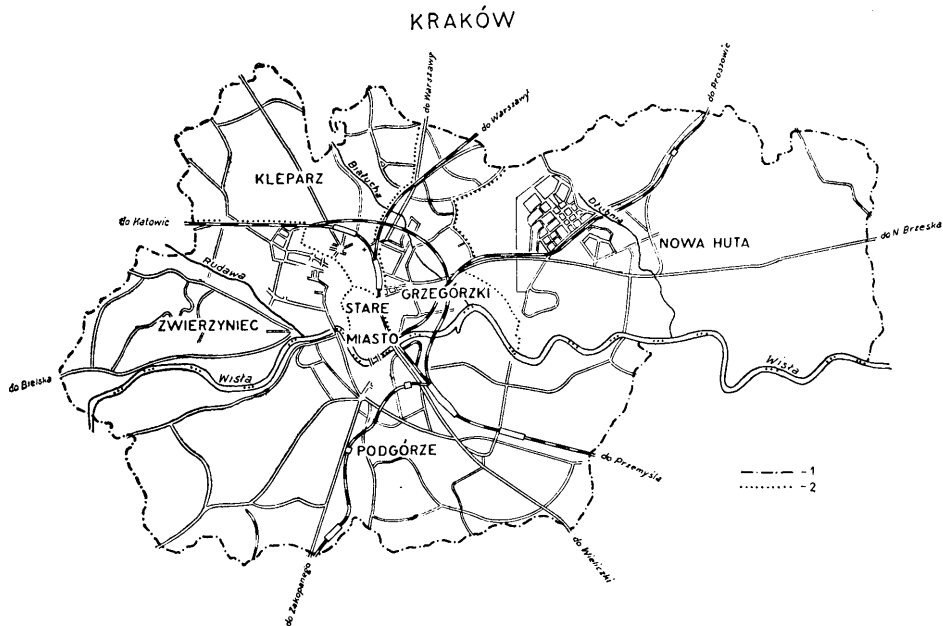 KRAKÓW
do Warszawy
do Warszawy
do Proszowic
KLEPARZ
Białucha
Dłubnia
do Katowic
NOWA HUTA
do N Brzeska
Rudawa
GRZEGÓRZKI
STARE
MIASTO
ZWIERZYNIEC
Wisła
Wisła
do Bielska
PODGÓRZE
do Przemyśla
-1
-2
do Wieliczki
do Zakopanego